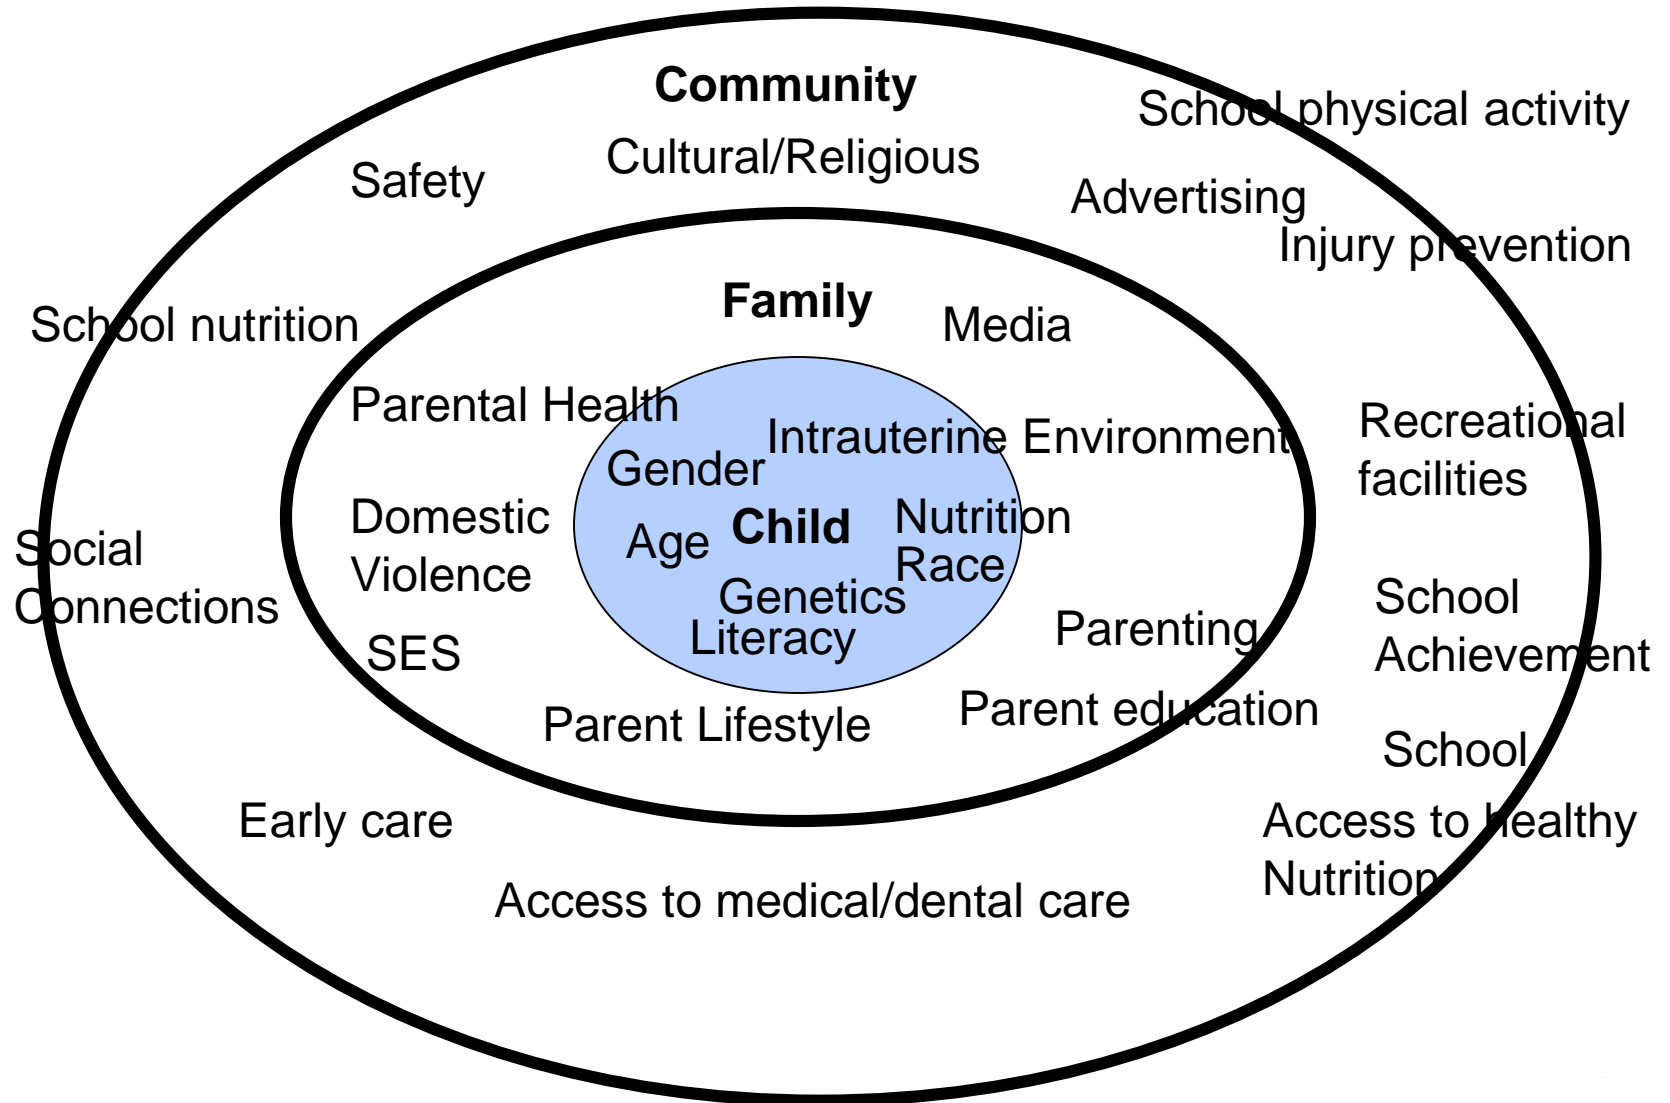 Community
School physical activity
Cultural/Religious
Safety
Advertising
Injury prevention
Family
Media
School nutrition
Parental Health
Intrauterine Environment
Recreational
facilities
Gender
Domestic
Violence
Age
Child
Nutrition
Race
Social
Connections
Genetics
Literacy
School
Achievement
Parenting
SES
Parent Lifestyle
Parent education
School
Early care
Access to healthy
Nutrition
Access to medical/dental care